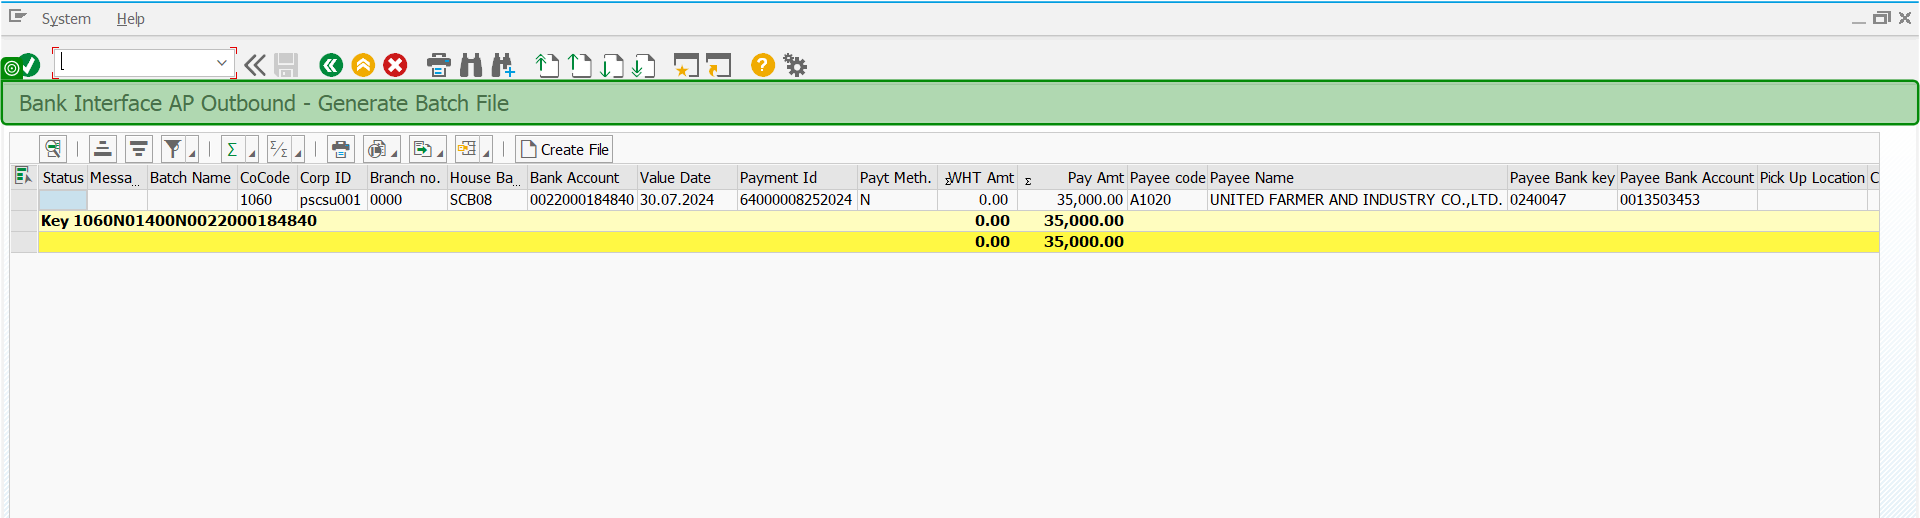 System Help
Bank Interface AP Outbound - Generate Batch File
Create File
Status Messa... Batch Name CoCode Corp ID Branch no. House Ba... Bank Account Value Date Payment Id Payt Meth. ΣWHT Amt Σ Pay Amt Payee code Payee Name Payee Bank key Payee Bank Account Pick Up Location C
1060 pscsu001 0000 SCB08 0022000184840 30.07.2024 64000008252024 N 0.00 35,000.00 A1020 UNITED FARMER AND INDUSTRY CO.,LTD. 0240047 0013503453
Key 1060N01400N0022000184840 0.00 35,000.00
0.00 35,000.00